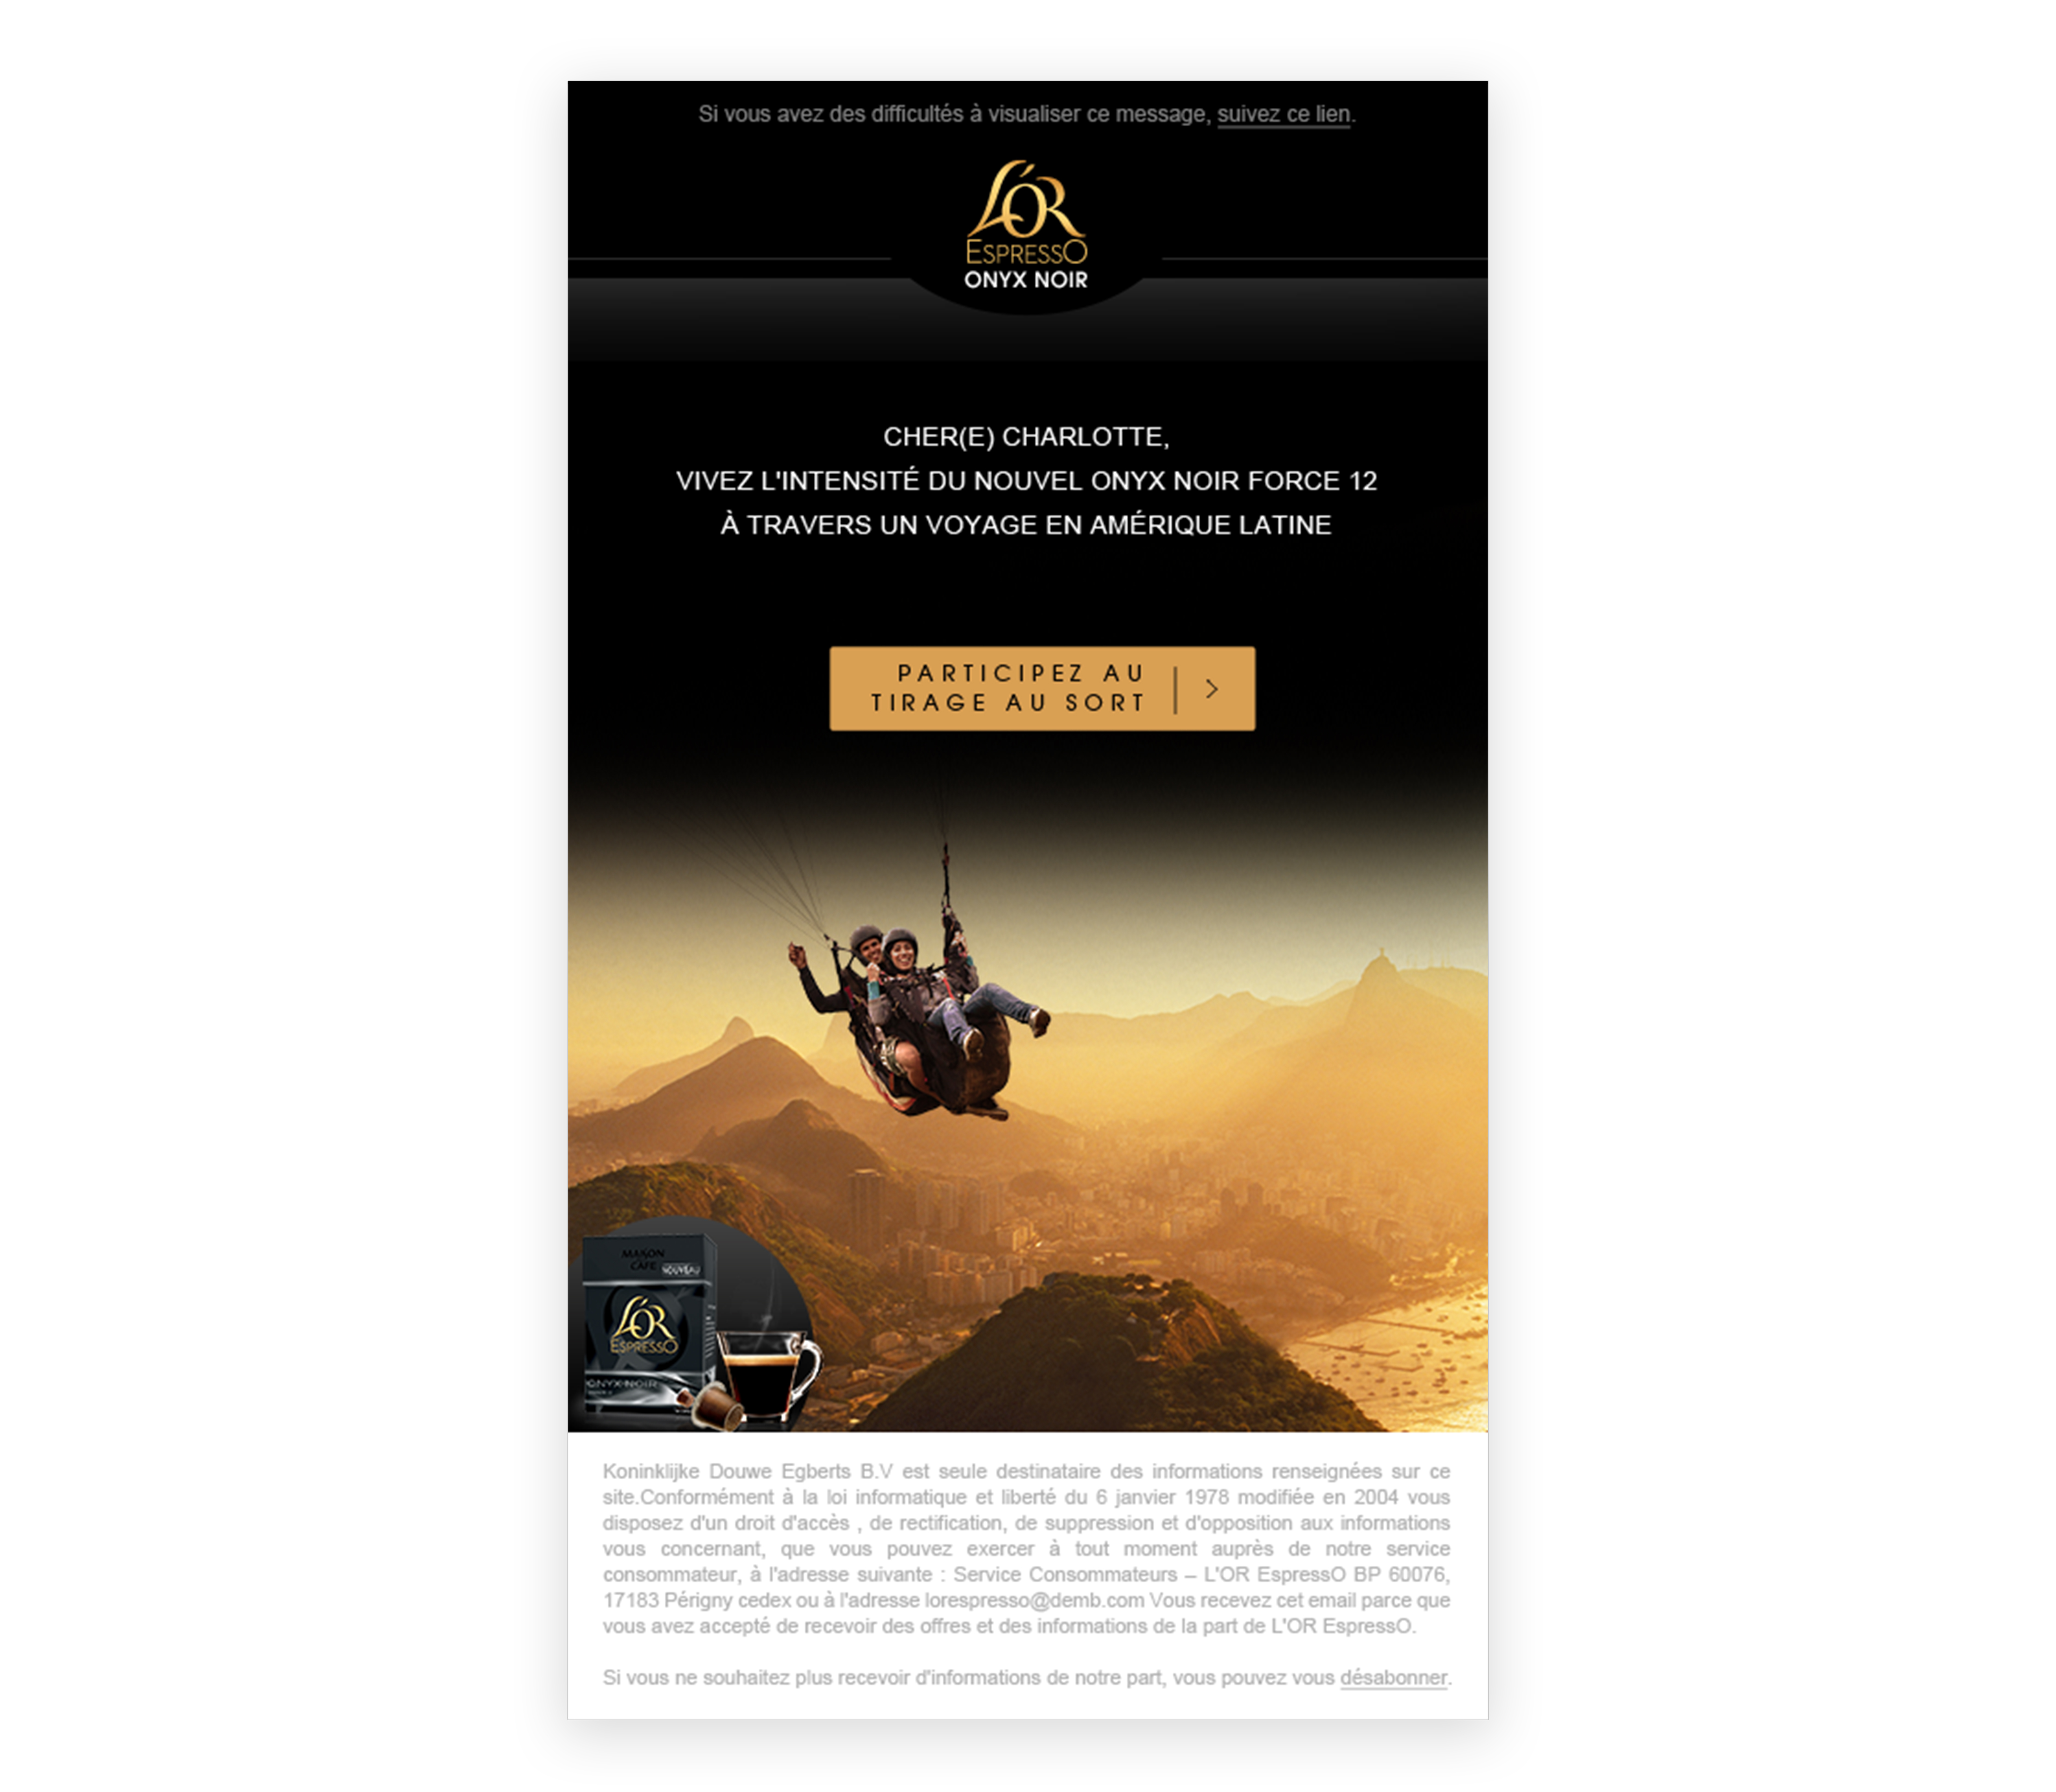 Si vous avez des difficultés à visualiser ce message, suivez ce lien.
L'OR
ESPRESSO
ONYX NOIR
CHER(E) CHARLOTTE,
VIVEZ L'INTENSITÉ DU NOUVEL ONYX NOIR FORCE 12
À TRAVERS UN VOYAGE EN AMÉRIQUE LATINE
PARTICIPEZ AU
TIRAGE AU SORT
MAISON
CAFÉ
NOUVEAU
L'OR
ESPRESSO
ONYX NOIR
Koninklijke Douwe Egberts B.V est seule destinataire des informations renseignées sur ce
site.Conformément à la loi informatique et liberté du 6 janvier 1978 modifiée en 2004 vous
disposez d'un droit d'accès , de rectification, de suppression et d'opposition aux informations
vous concernant, que vous pouvez exercer à tout moment auprès de notre service
consommateur, à l'adresse suivante : Service Consommateurs – L'OR EspressO BP 60076,
17183 Périgny cedex ou à l'adresse lorespresso@demb.com Vous recevez cet email parce que
vous avez accepté de recevoir des offres et des informations de la part de L'OR EspressO.
Si vous ne souhaitez plus recevoir d'informations de notre part, vous pouvez vous désabonner.